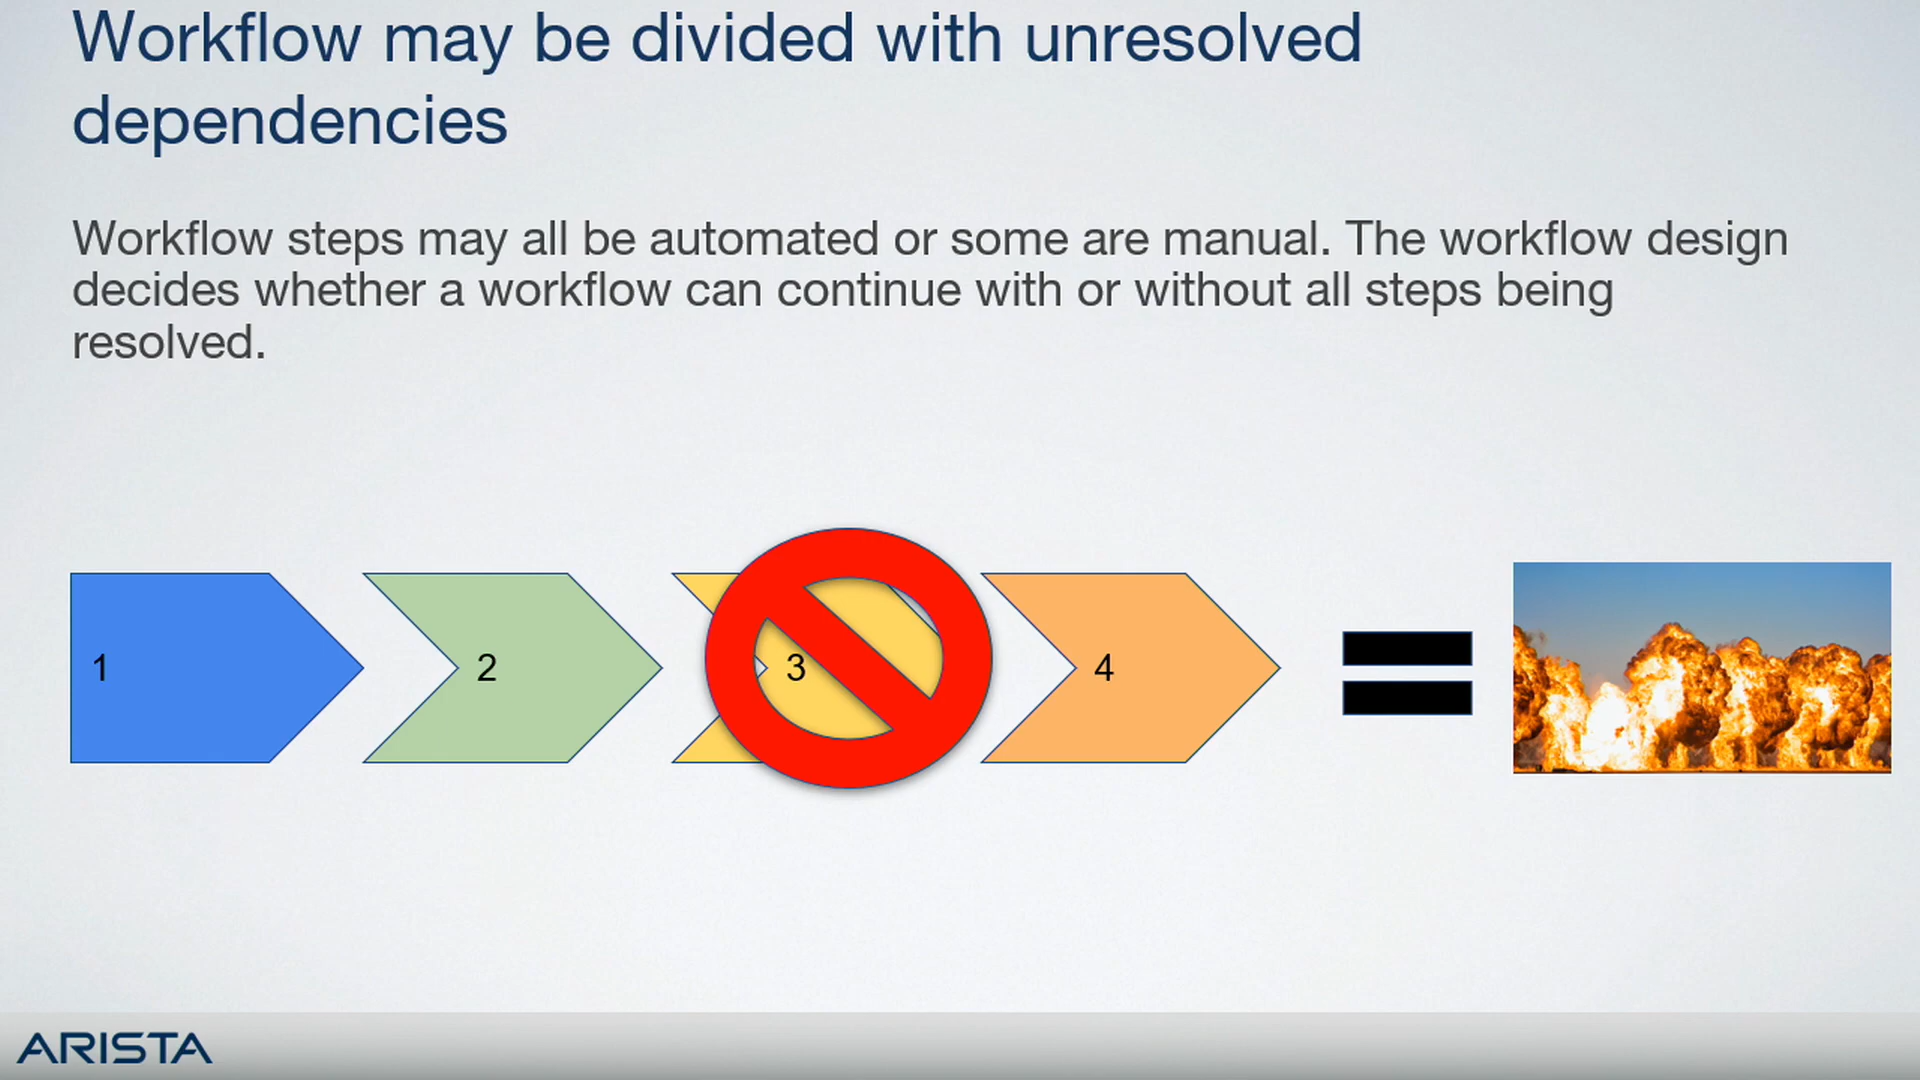 Workflow may be divided with unresolved
dependencies
Workflow steps may all be automated or some are manual. The workflow design
decides whether a workflow can continue with or without all steps being
resolved.
1
2
3
4
ARISTA